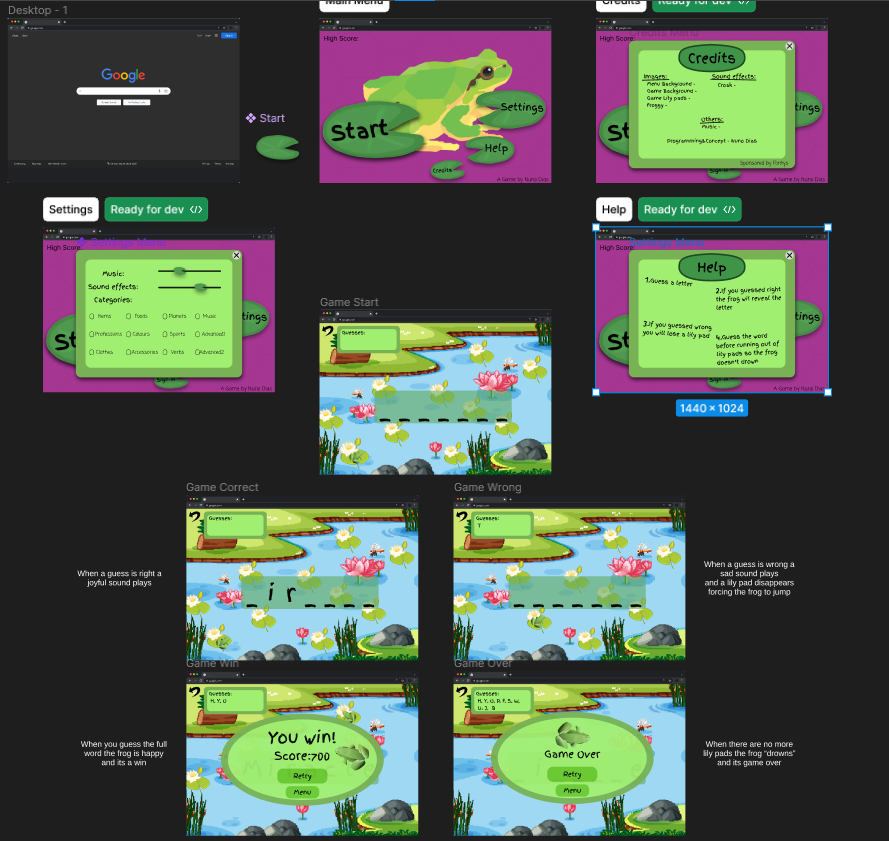 Desktop - 1
Main Menu
Credits
Ready for dev </>
Google
Start
High Score:
Start
Settings
Help
Credits
A Game by Nuno Dias
Credits
Images:
Menu Background -
Game Background -
Game Lily pads -
Froggy -
Sound effects:
Croak -
Others:
Music -
Programming&Concept - Nuno Dias
Sponsored by Fontys
St
Sign
A Game by Nuno Dias
Settings
Ready for dev </>
High Score:
Settings Menu
Music:
Sound effects:
Categories:
Items
Foods
Planets
Music
Professions
Colours
Sports
Advanced1
Clothes
Accessories
Verbs
Advanced2
St
tings
A Game by Nuno Dias
Help
Ready for dev </>
High Score:
Settings Menu
Help
1.Guess a letter
2.If you guessed right
the frog wil reveal the
letter
3.If you guessed wrong
you will lose a lily pad
4.Guess the word
before running out of
lily pads so the frog
doesn't drown
St
tings
A Game by Nuno Dias
1440 × 1024
Game Start
Guesses:
Game Correct
Guesses:
_ i r _ _ _ _
When a guess is right a
joyful sound plays
Game Wrong
Guesses:
T
When a guess is wrong a
sad sound plays
and a lily pad disappears
forcing the frog to jump
Game Win
Guesses:
H, Y, O
You win!
Score:700
Retry
Menu
When you guess the full
word the frog is happy
and its a win
Game Over
Guesses:
H, Y, O, R, F, S, W,
U, J, B
Game Over
Retry
Menu
When there are no more
lily pads the frog "drowns"
and its game over